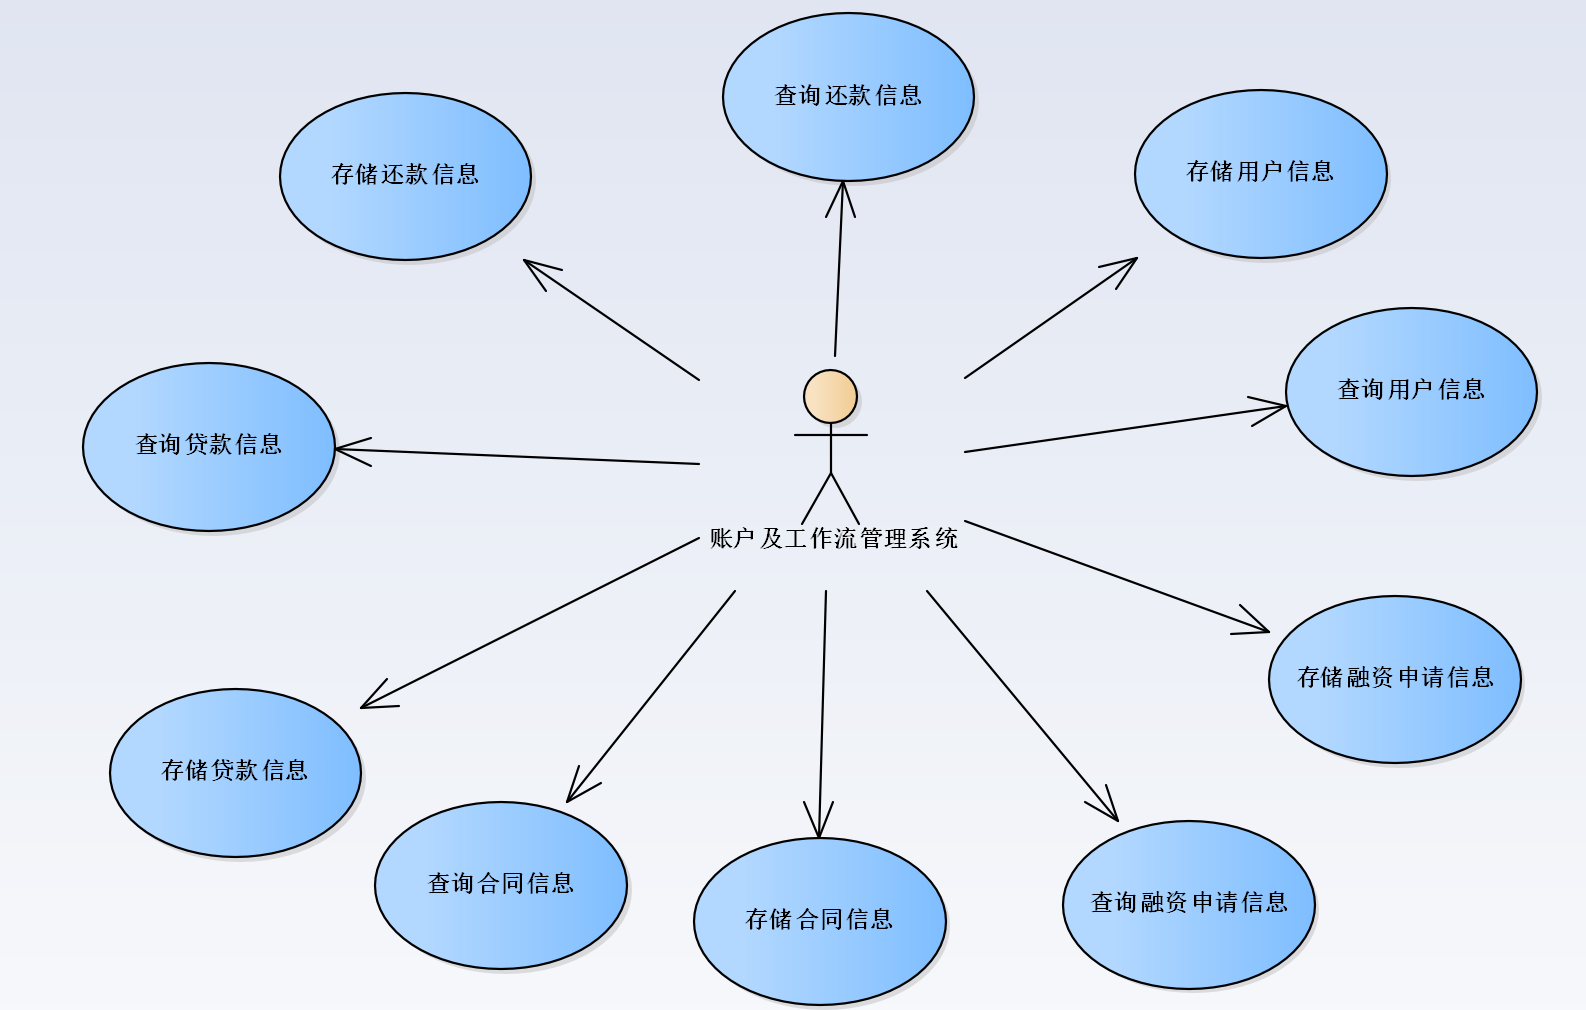 查询还款信息
存储还款信息
存储用户信息
查询用户信息
查询贷款信息
账户及工作流管理系统
存储融资申请信息
存储贷款信息
查询合同信息
存储合同信息
查询融资申请信息